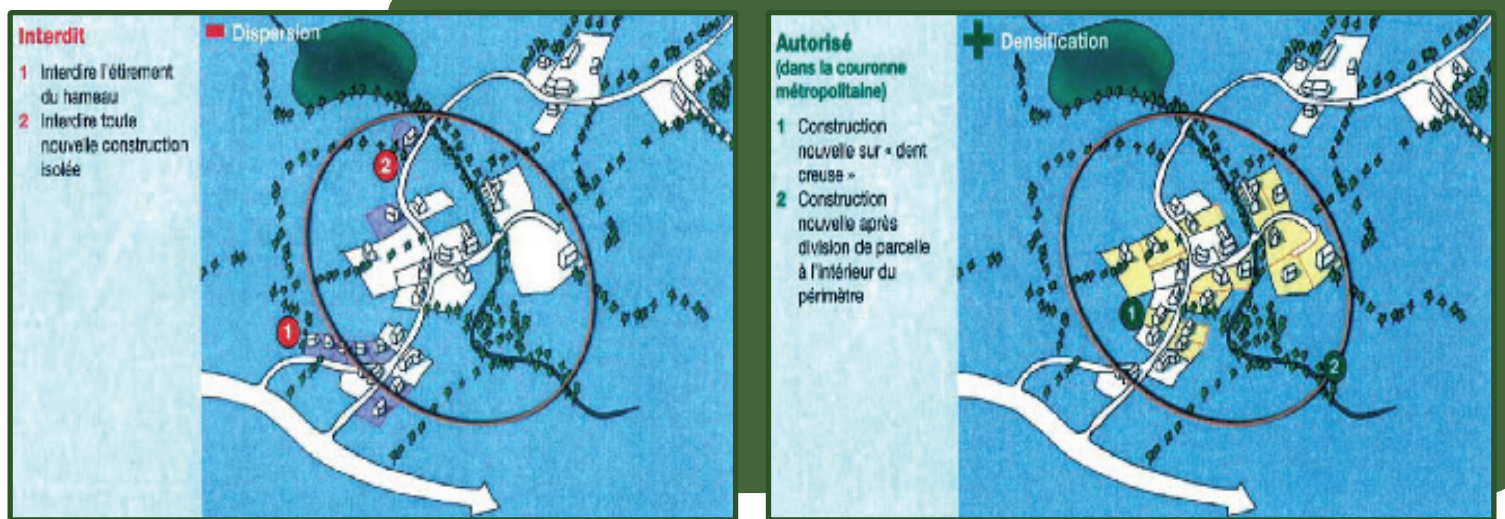 Interdit
1 Interdire l'étirement
du hameau
2 Interdire toute
nouvelle construction
isolée
Dispersion
2
1
Autorisé
(dans la couronne
métropolitaine)
1 Construction
nouvelle sur « dent
creuse »
2 Construction
nouvelle après
division de parcelle
à l'intérieur du
périmètre
Densification
1
2